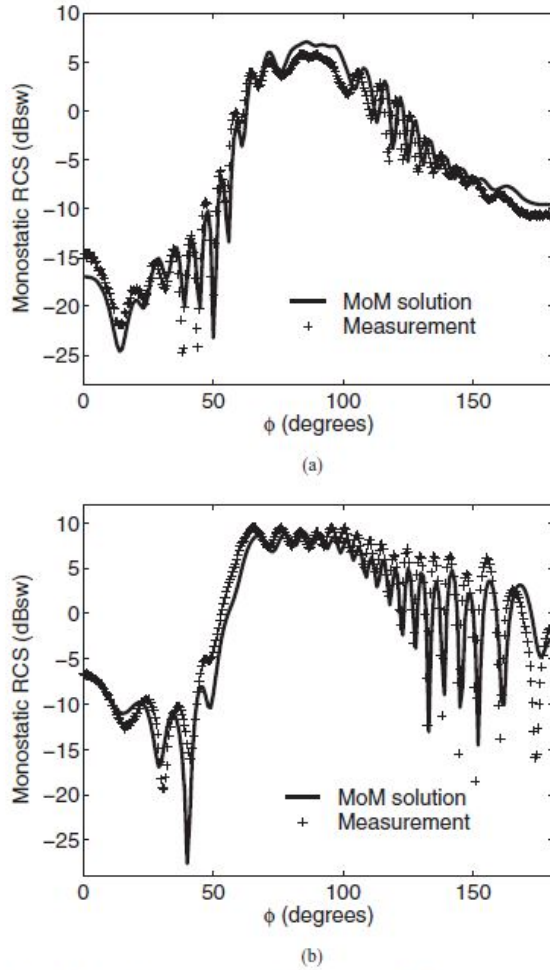 10
5
0
−5
−10
−15
−20
−25
Monostatic RCS (dBsw)
MoM solution
Measurement
0
50
100
150
ϕ (degrees)
(a)
10
5
0
−5
−10
−15
−20
−25
Monostatic RCS (dBsw)
MoM solution
Measurement
0
50
100
150
ϕ (degrees)
(b)